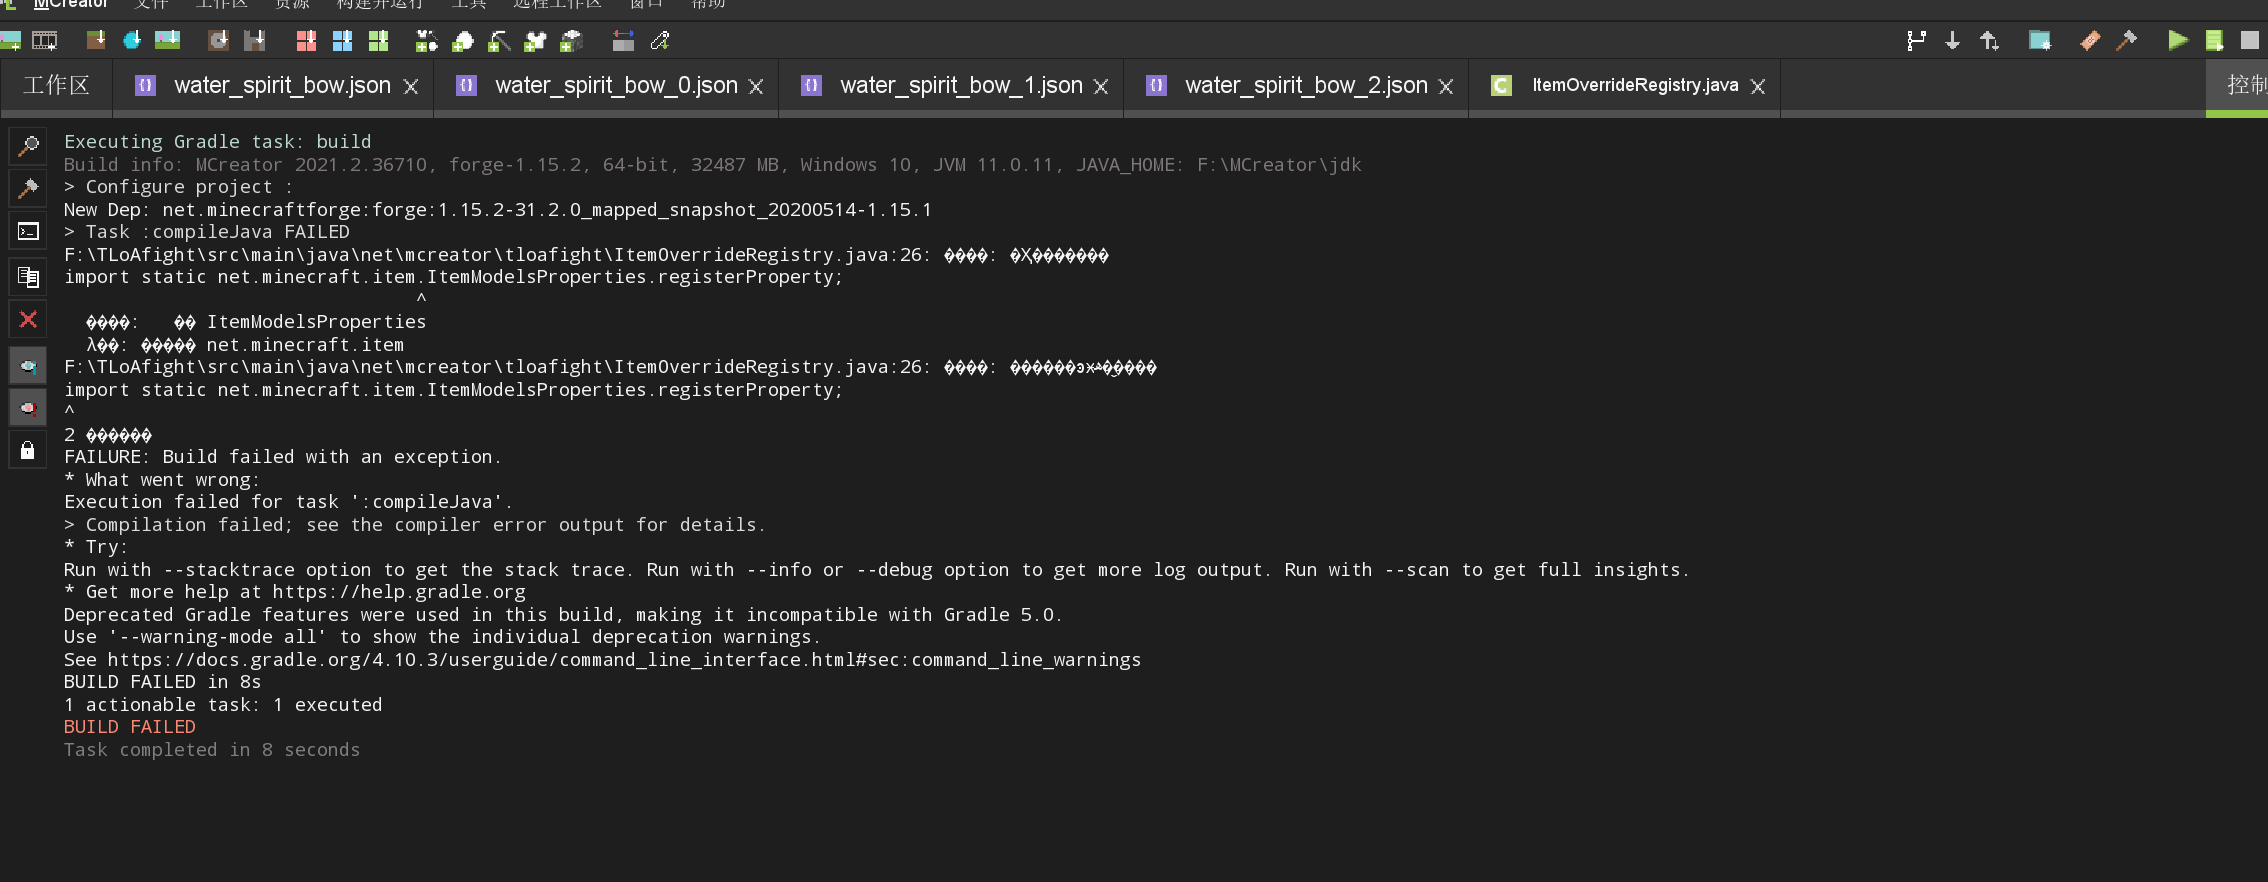 MCreator 文件 工作区 资源 构建并运行 工具 远程工作区 窗口 帮助
工作区 water_spirit_bow.json water_spirit_bow_0.json water_spirit_bow_1.json water_spirit_bow_2.json ItemOverrideRegistry.java 控制
Executing Gradle task: build
Build info: MCreator 2021.2.36710, forge-1.15.2, 64-bit, 32487 MB, Windows 10, JVM 11.0.11, JAVA_HOME: F:\MCreator\jdk
> Configure project :
New Dep: net.minecraftforge:forge:1.15.2-31.2.0_mapped_snapshot_20200514-1.15.1
> Task :compileJava FAILED
F:\TLoAfight\src\main\java\net\mcreator\tloafight\ItemOverrideRegistry.java:26: ����: �Ҳ�������
import static net.minecraft.item.ItemModelsProperties.registerProperty;
^
����: �� ItemModelsProperties
λ��: ����� net.minecraft.item
F:\TLoAfight\src\main\java\net\mcreator\tloafight\ItemOverrideRegistry.java:26: ����:
import static net.minecraft.item.ItemModelsProperties.registerProperty;
^
2 ������
FAILURE: Build failed with an exception.
* What went wrong:
Execution failed for task ':compileJava'.
> Compilation failed; see the compiler error output for details.
* Try:
Run with --stacktrace option to get the stack trace. Run with --info or --debug option to get more log output. Run with --scan to get full insights.
* Get more help at https://help.gradle.org
Deprecated Gradle features were used in this build, making it incompatible with Gradle 5.0.
Use '--warning-mode all' to show the individual deprecation warnings.
See https://docs.gradle.org/4.10.3/userguide/command_line_interface.html#sec:command_line_warnings
BUILD FAILED in 8s
1 actionable task: 1 executed
BUILD FAILED
Task completed in 8 seconds